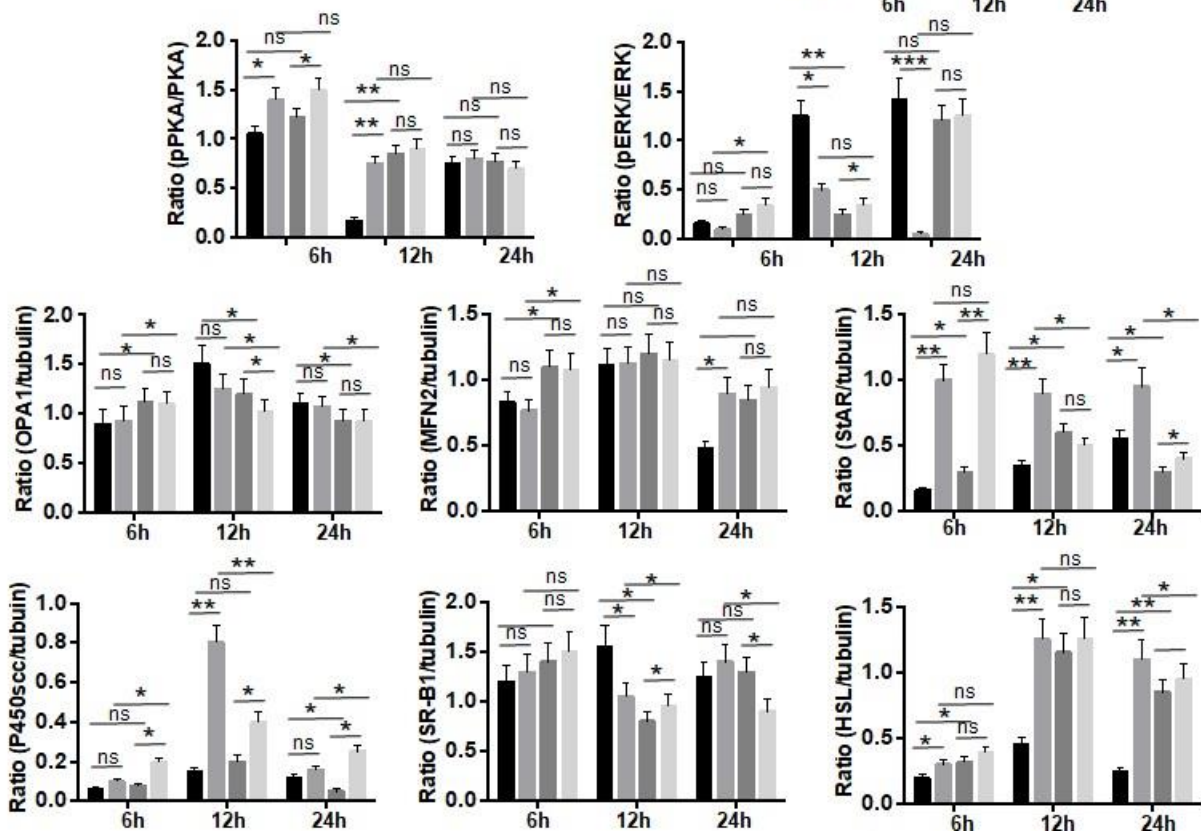 6h 12h 24h
Ratio (pPKA/PKA)
2.0
1.5
1.0
0.5
0.0
ns
ns
*
*
ns
**
**
ns
ns
ns
ns
ns
6h 12h 24h
Ratio (pERK/ERK)
2.0
1.5
1.0
0.5
0.0
*
ns
ns
ns
**
*
ns
*
ns
ns
***
ns
6h 12h 24h
Ratio (OPA1/tubulin)
2.0
1.5
1.0
0.5
0.0
*
*
ns
ns
*
ns
*
*
*
*
ns
ns
6h 12h 24h
Ratio (MFN2/tubulin)
1.5
1.0
0.5
0.0
*
*
ns
ns
ns
ns
ns
ns
ns
*
ns
6h 12h 24h
Ratio (StAR/tubulin)
1.5
1.0
0.5
0.0
ns
*
**
**
*
*
**
ns
*
*
*
*
6h 12h 24h
Ratio (P450scc/tubuin)
1.0
0.8
0.6
0.4
0.2
0.0
*
ns
*
ns
**
ns
**
*
*
*
ns
*
6h 12h 24h
Ratio (SR-B1/tubulin)
2.0
1.5
1.0
0.5
0.0
ns
ns
ns
*
*
*
*
*
ns
ns
*
6h 12h 24h
Ratio (HSL/tubulin)
1.5
1.0
0.5
0.0
ns
*
*
ns
ns
*
**
ns
*
**
**
6h 12h 24h